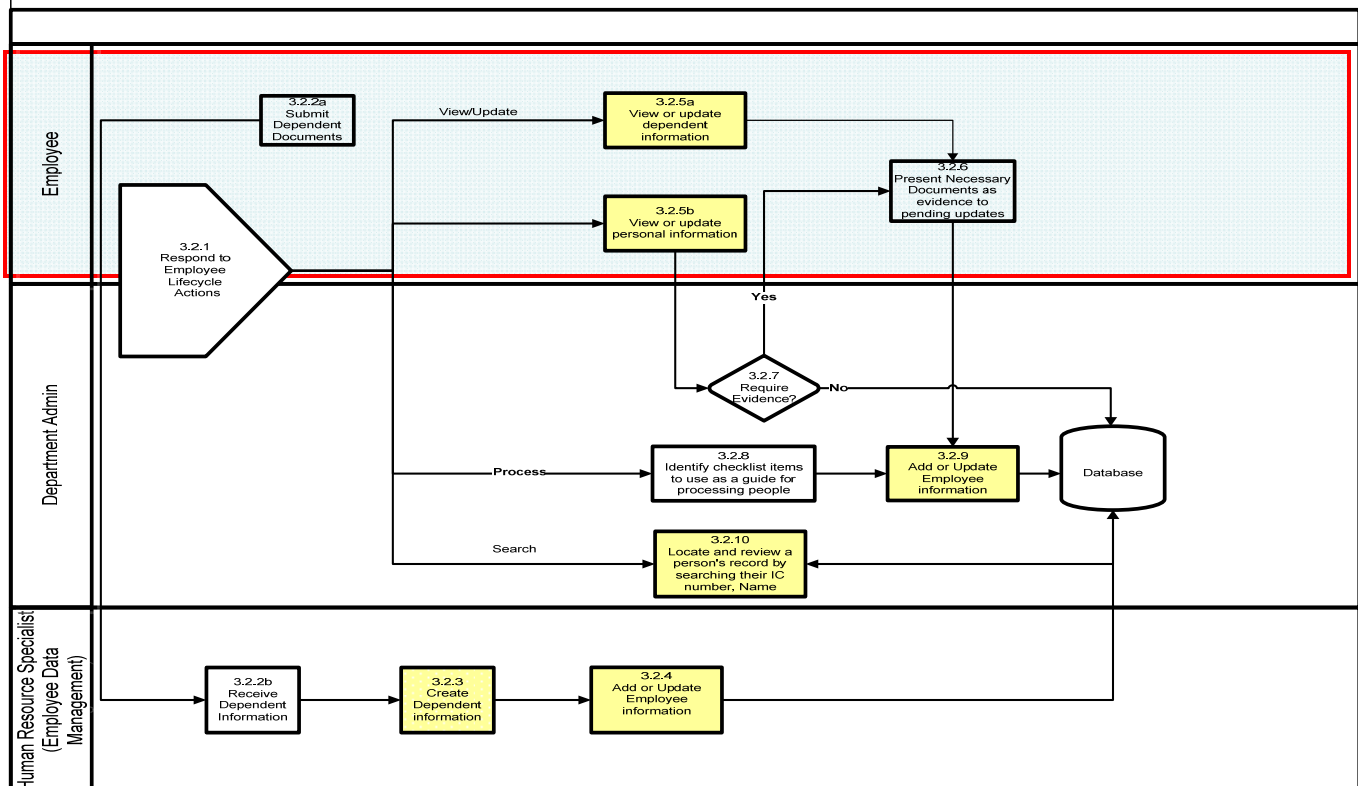 Employee
3.2.2a
Submit
Dependent
Documents
View/Update
3.2.5a
View or update
dependent
information
3.2.6
Present Necessary
Documents as
evidence to
pending updates
3.2.5b
View or update
personal information
3.2.1
Respond to
Employee
Lifecycle
Actions
Department Admin
Yes
3.2.7
Require
Evidence?
No
Process
3.2.8
Identify checklist items
to use as a guide for
processing people
3.2.9
Add or Update
Employee
information
Database
Search
3.2.10
Locate and review a
person's record by
searching their IC
number, Name
Human Resource Specialist
(Employee Data
Management)
3.2.2b
Receive
Dependent
Information
3.2.3
Create
Dependent
information
3.2.4
Add or Update
Employee
information